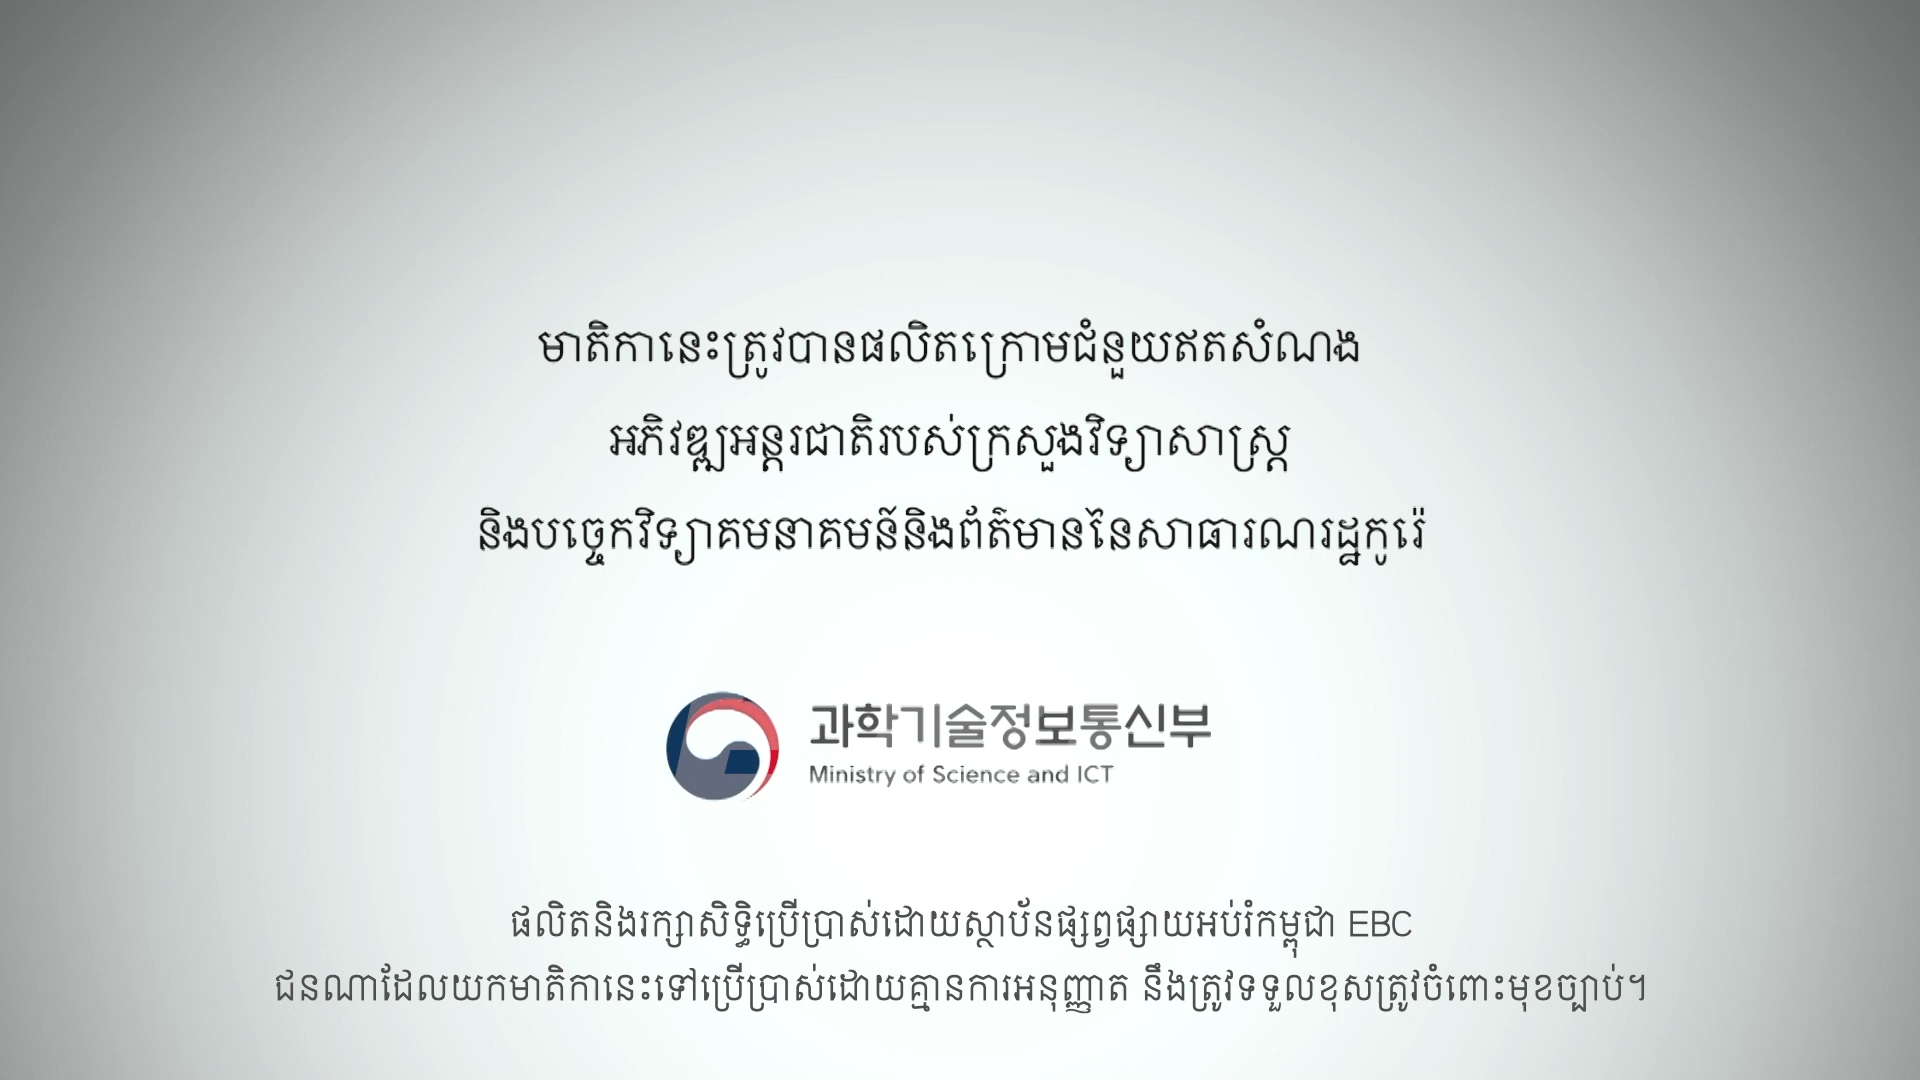 មាតិកានេះត្រូវបានផលិតក្រោមជំនួយឥតសំណង
អភិវឌ្ឍអន្តរជាតិរបស់ក្រសួងវិទ្យាសាស្ត្រ
និងបច្ចេកវិទ្យាគមនាគមន៍និងព័ត៌មាននៃសាធារណរដ្ឋកូរ៉េ
과학기술정보통신부
Ministry of Science and ICT
ផលិតនិងរក្សាសិទ្ធិប្រើប្រាស់ដោយស្ថាប័នផ្សព្វផ្សាយអប់រំកម្ពុជា EBC
ជនណាដែលយកមាតិកានេះទៅប្រើប្រាស់ដោយគ្មានការអនុញ្ញាត នឹងត្រូវទទួលខុសត្រូវចំពោះមុខច្បាប់។